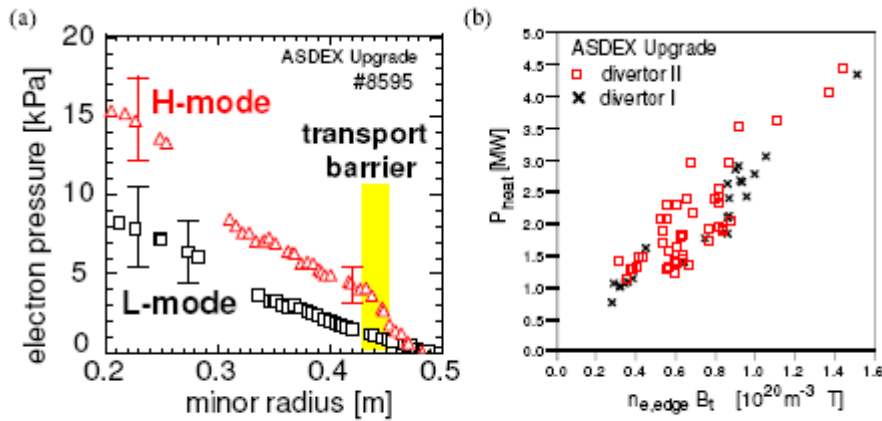 (a)
20
15
10
5
0
electron pressure [kPa]
ASDEX Upgrade
#8595
H-mode
transport
barrier
L-mode
0.2 0.3 0.4 0.5
minor radius [m]
(b)
5.0
4.5
4.0
3.5
3.0
2.5
2.0
1.5
1.0
0.5
0.0
P_heat [MW]
ASDEX Upgrade
divertor II
divertor I
0.0 0.2 0.4 0.6 0.8 1.0 1.2 1.4 1.6
n_e,edge B_t [10^20 m^-3 T]